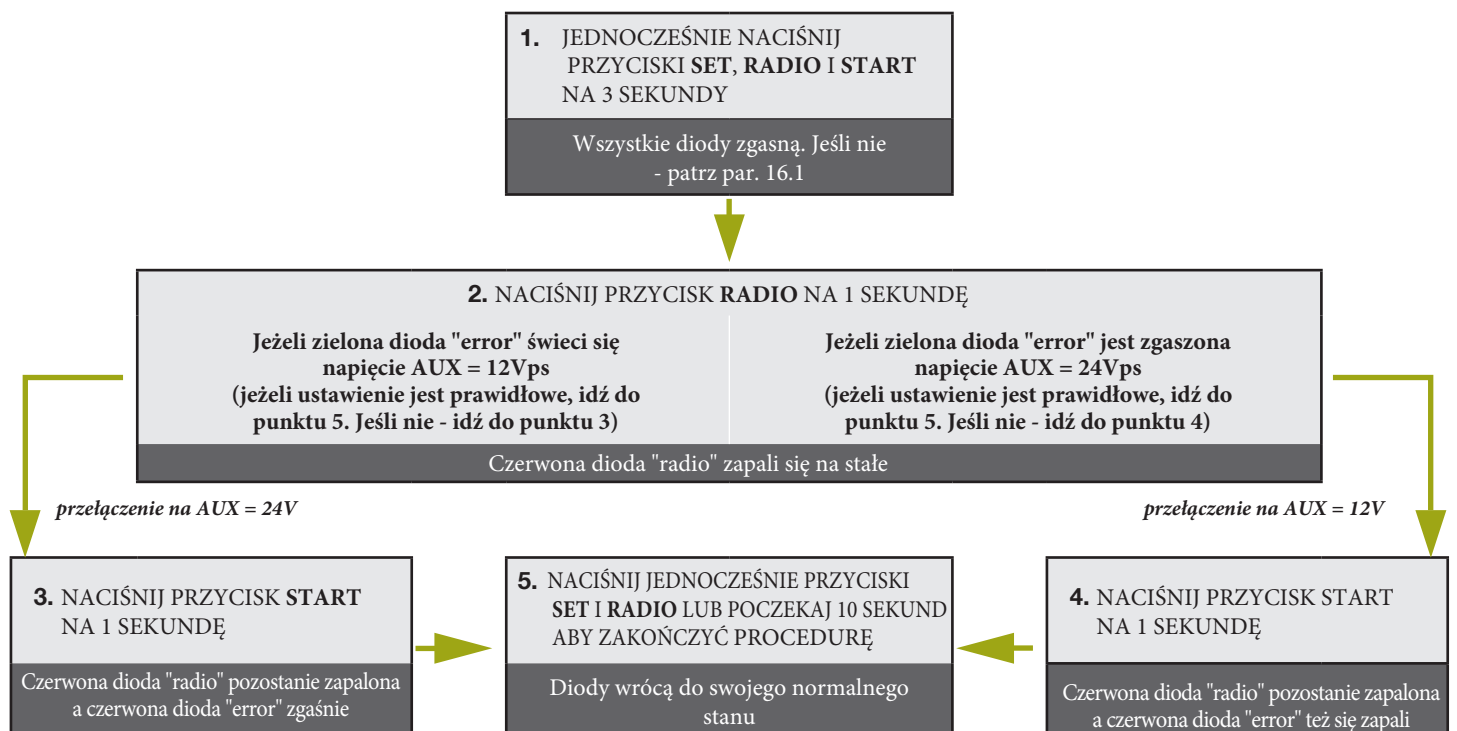 1. JEDNOCZEŚNIE NACIŚNIJ
PRZYCISKI SET, RADIO I START
NA 3 SEKUNDY
Wszystkie diody zgasną. Jeśli nie
- patrz par. 16.1
2. NACIŚNIJ PRZYCISK RADIO NA 1 SEKUNDĘ
Jeżeli zielona dioda "error" świeci się
napięcie AUX = 12Vps
(jeżeli ustawienie jest prawidłowe, idź do
punktu 5. Jeśli nie - idź do punktu 3)
Jeżeli zielona dioda "error" jest zgaszona
napięcie AUX = 24Vps
(jeżeli ustawienie jest prawidłowe, idź do
punktu 5. Jeśli nie - idź do punktu 4)
Czerwona dioda "radio" zapali się na stałe
przełączenie na AUX = 24V
przełączenie na AUX = 12V
3. NACIŚNIJ PRZYCISK START
NA 1 SEKUNDĘ
Czerwona dioda "radio" pozostanie zapalona
a czerwona dioda "error" zgaśnie
5. NACIŚNIJ JEDNOCZEŚNIE PRZYCISKI
SET I RADIO LUB POCZEKAJ 10 SEKUND
ABY ZAKOŃCZYĆ PROCEDURĘ
Diody wrócą do swojego normalnego
stanu
4. NACIŚNIJ PRZYCISK START
NA 1 SEKUNDĘ
Czerwona dioda "radio" pozostanie zapalona
a czerwona dioda "error" też się zapali